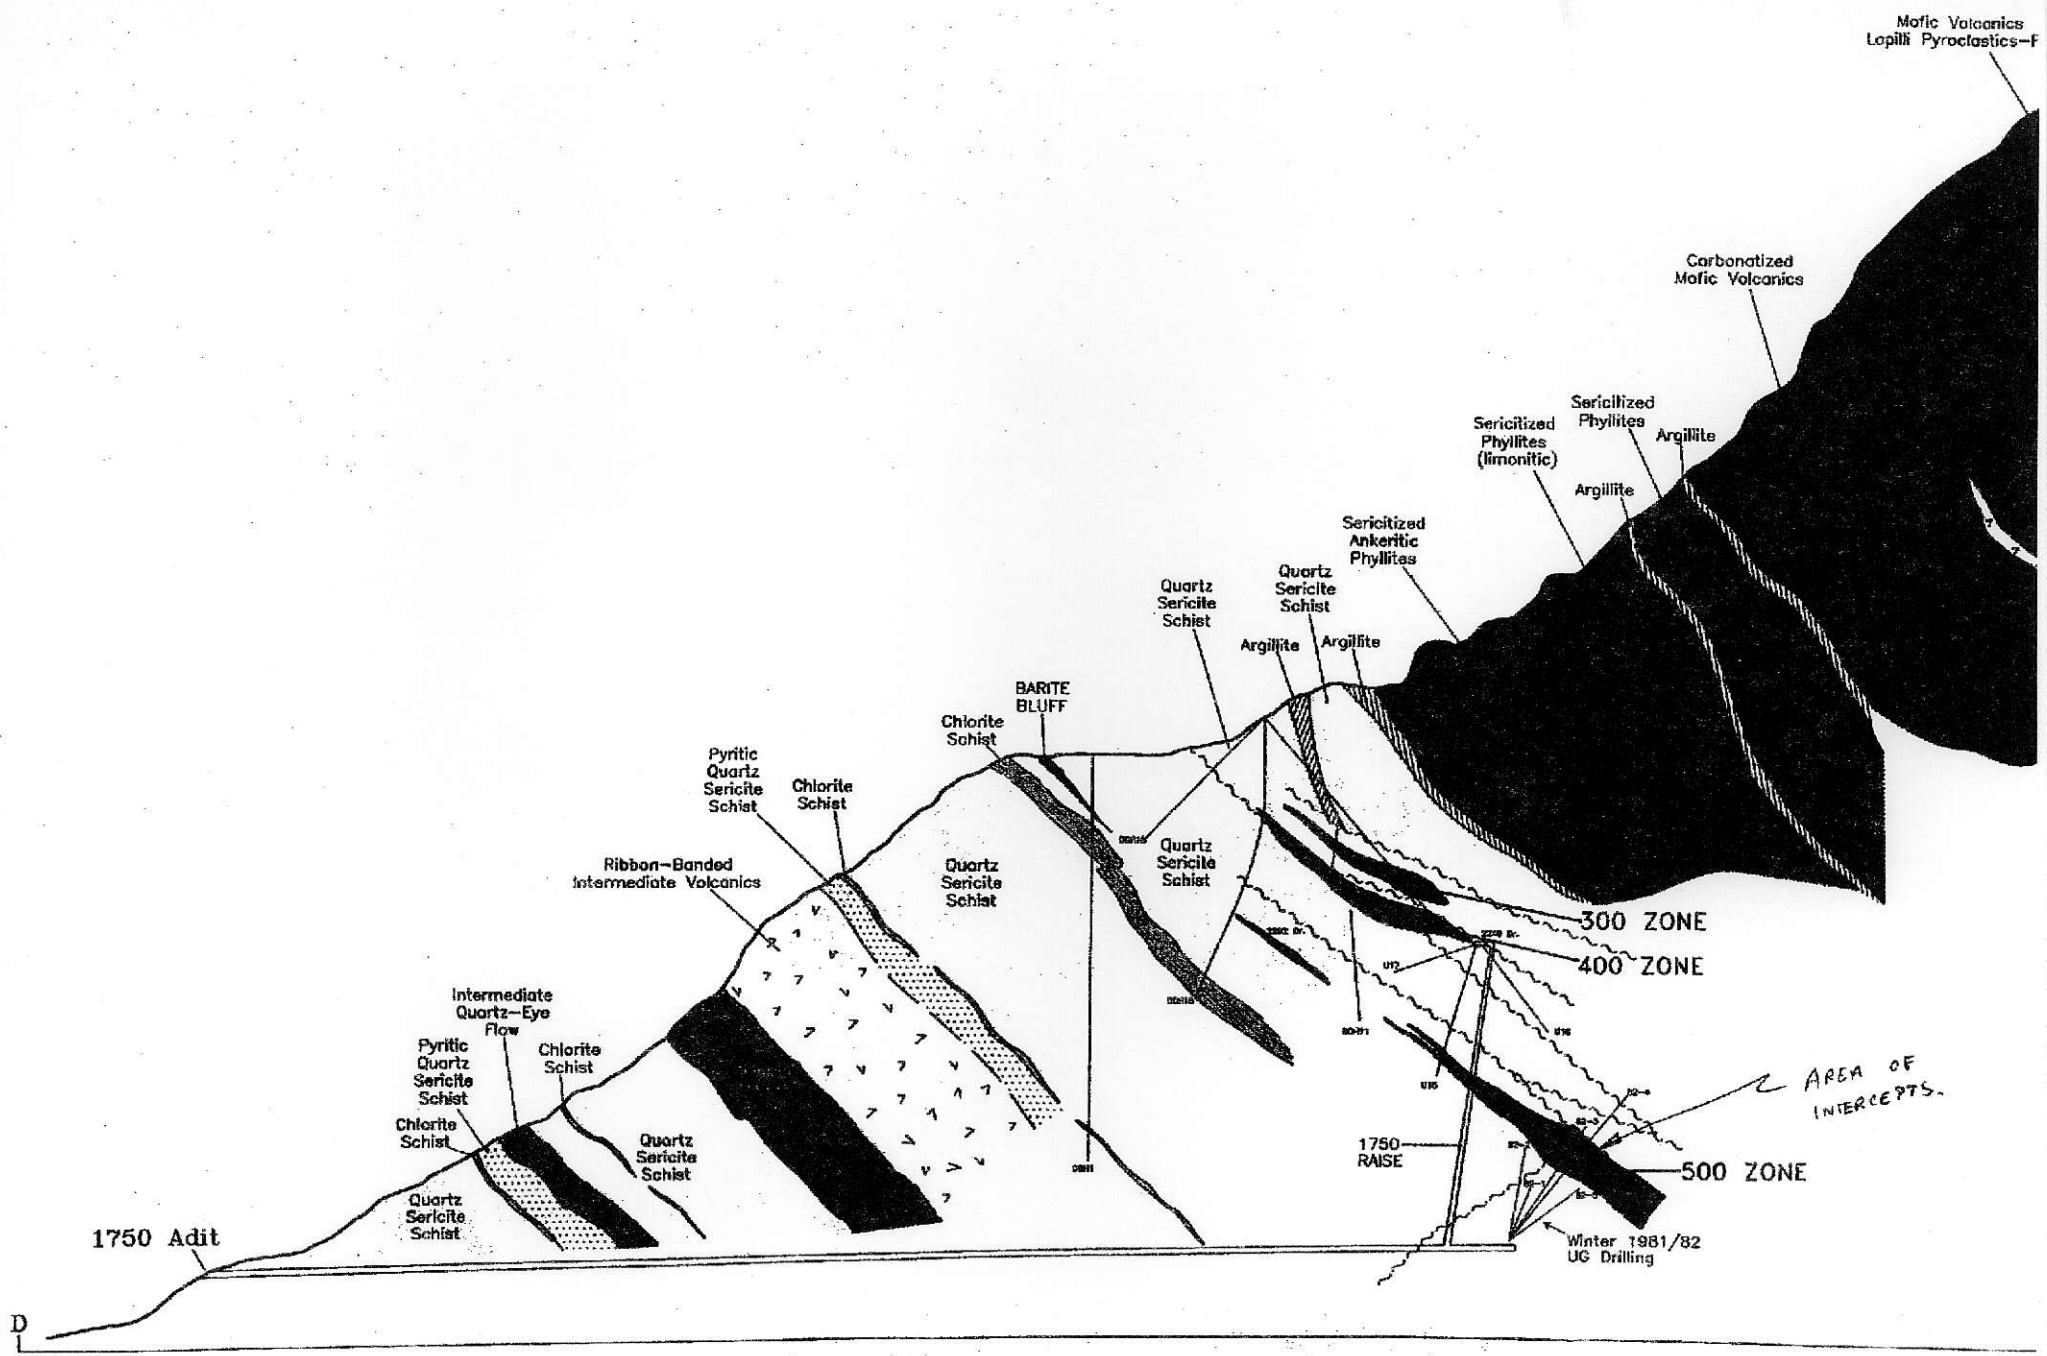 Mafic Volcanics
Lapilli Pyroclastics-F
Carbonatized
Mafic Volcanics
Sericitized
Phyllites
Argillite
Sericitized
Phyllites
(limonitic)
Argillite
Sericitized
Ankeritic
Phyllites
Quartz
Sericite
Schist
Quartz
Sericite
Schist
Argillite
Argillite
BARITE
BLUFF
Chlorite
Schist
Pyritic
Quartz
Sericite
Schist
Chlorite
Schist
Ribbon-Banded
Intermediate Volcanics
Quartz
Sericite
Schist
Quartz
Sericite
Schist
300 ZONE
400 ZONE
U16
U15
Intermediate
Quartz-Eye
Flow
Chlorite
Schist
Pyritic
Quartz
Sericite
Schist
Chlorite
Schist
Quartz
Sericite
Schist
Quartz
Sericite
Schist
AREA OF
INTERCEPTS.
1750
RAISE
500 ZONE
1750 Adit
Winter 1981/82
UG Drilling
D